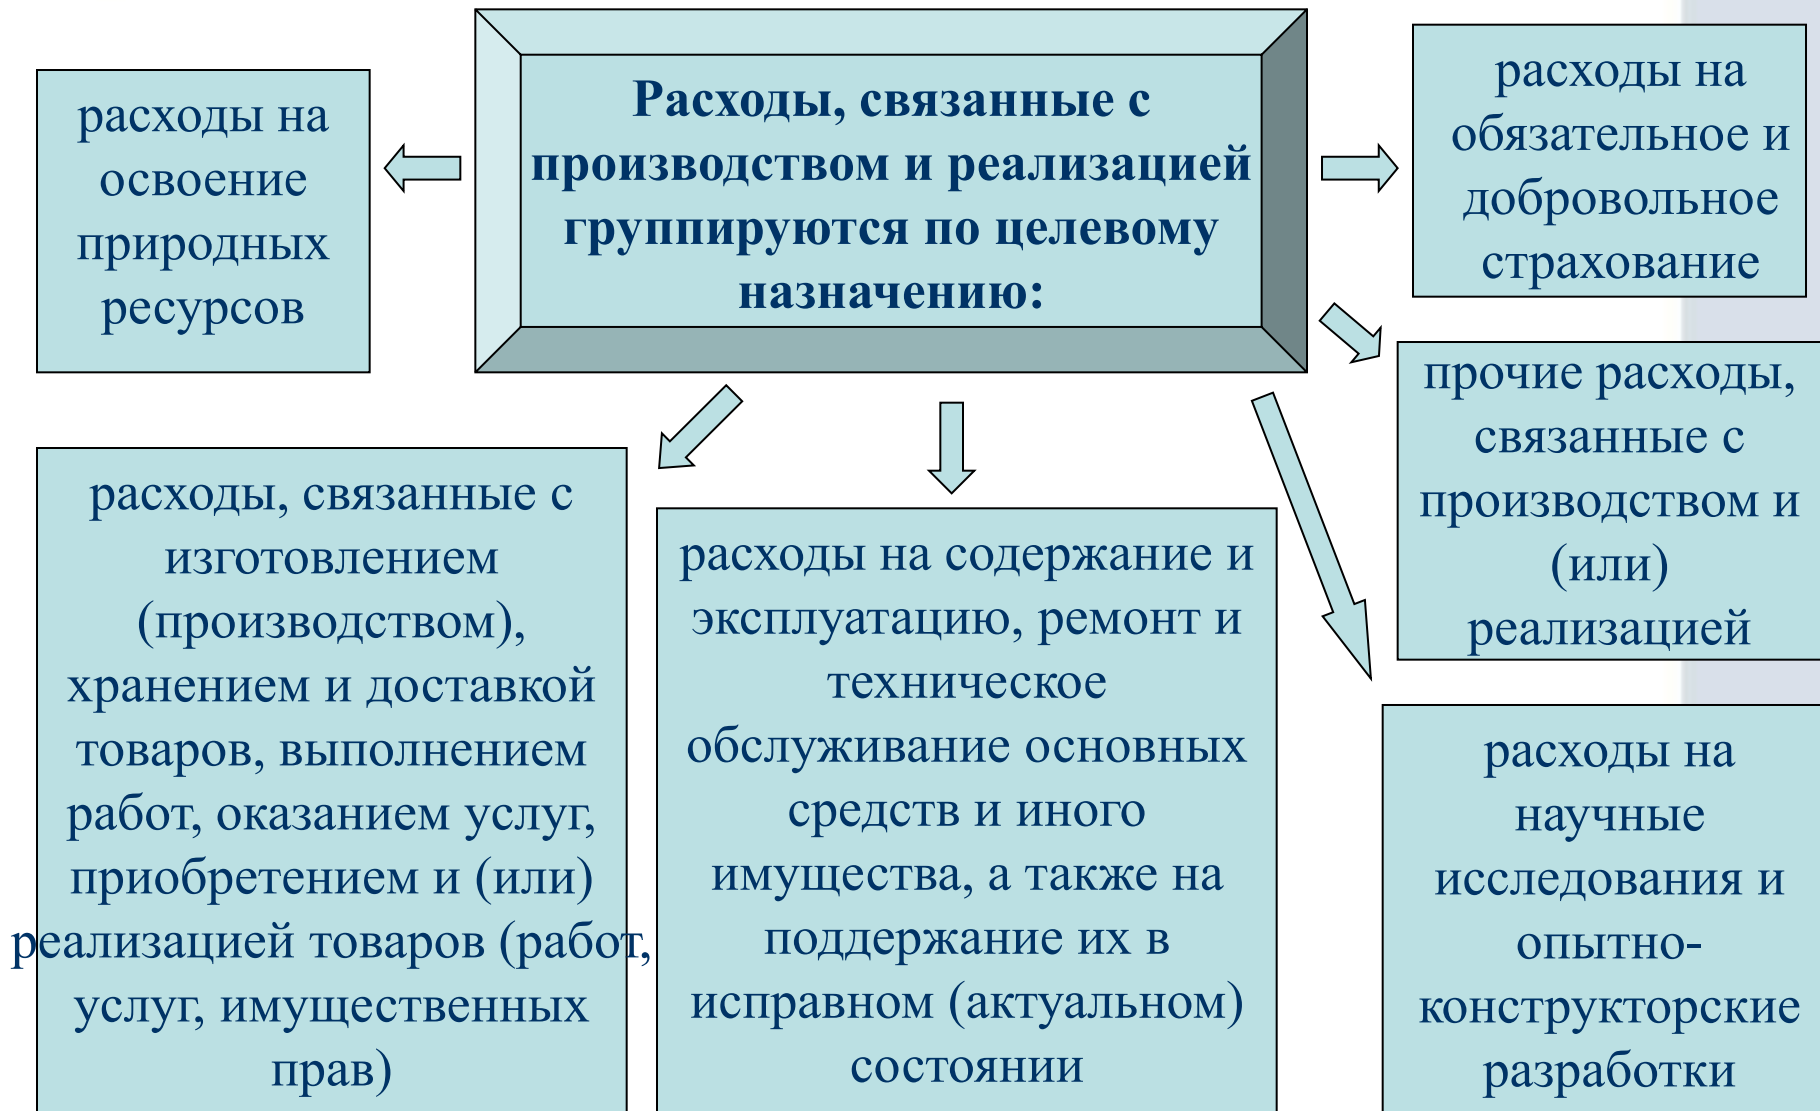 Расходы, связанные с
производством и реализацией
группируются по целевому
назначению:
расходы на
освоение
природных
ресурсов
расходы на
обязательное и
добровольное
страхование
прочие расходы,
связанные с
производством и
(или)
реализацией
расходы, связанные с
изготовлением
(производством),
хранением и доставкой
товаров, выполнением
работ, оказанием услуг,
приобретением и (или)
реализацией товаров (работ,
услуг, имущественных
прав)
расходы на содержание и
эксплуатацию, ремонт и
техническое
обслуживание основных
средств и иного
имущества, а также на
поддержание их в
исправном (актуальном)
состоянии
расходы на
научные
исследования и
опытно-
конструкторские
разработки